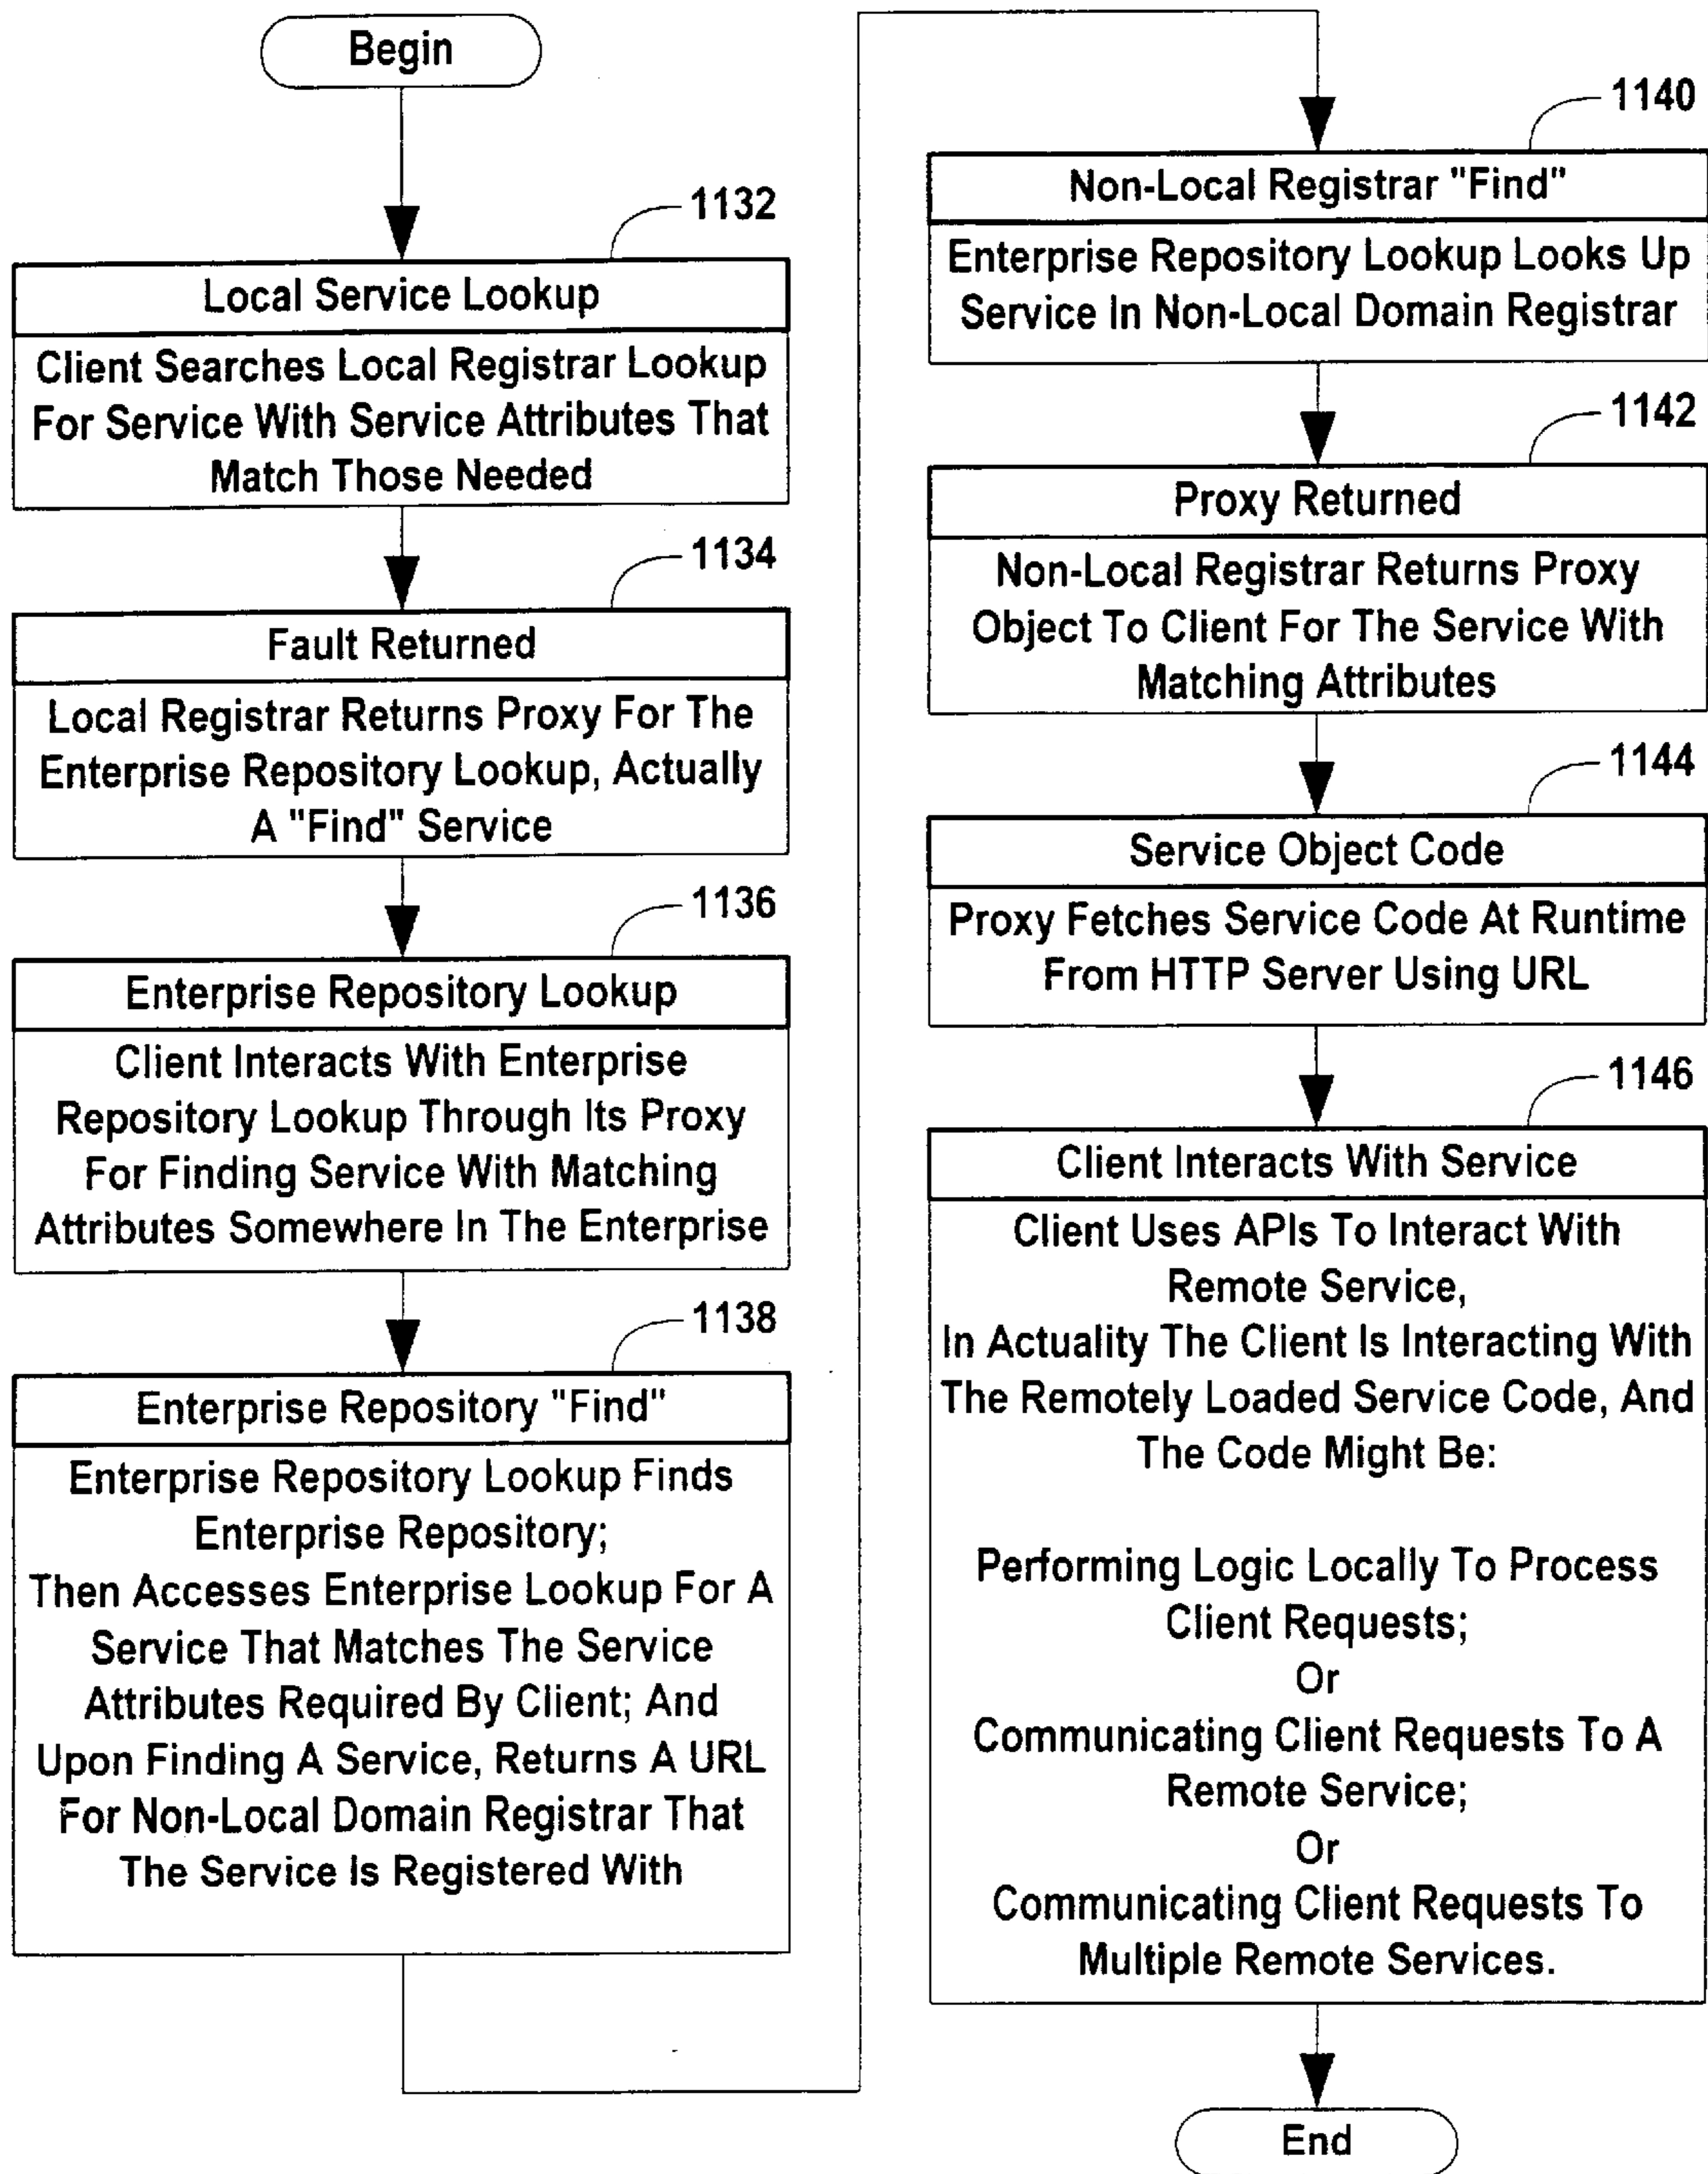 Begin
1132
Local Service Lookup
Client Searches Local Registrar Lookup
For Service With Service Attributes That
Match Those Needed
1134
Fault Returned
Local Registrar Returns Proxy For The
Enterprise Repository Lookup, Actually
A "Find" Service
1136
Enterprise Repository Lookup
Client Interacts With Enterprise
Repository Lookup Through Its Proxy
For Finding Service With Matching
Attributes Somewhere In The Enterprise
1138
Enterprise Repository "Find"
Enterprise Repository Lookup Finds
Enterprise Repository;
Then Accesses Enterprise Lookup For A
Service That Matches The Service
Attributes Required By Client; And
Upon Finding A Service, Returns A URL
For Non-Local Domain Registrar That
The Service Is Registered With
1140
Non-Local Registrar "Find"
Enterprise Repository Lookup Looks Up
Service In Non-Local Domain Registrar
1142
Proxy Returned
Non-Local Registrar Returns Proxy
Object To Client For The Service With
Matching Attributes
1144
Service Object Code
Proxy Fetches Service Code At Runtime
From HTTP Server Using URL
1146
Client Interacts With Service
Client Uses APIs To Interact With
Remote Service,
In Actuality The Client Is Interacting With
The Remotely Loaded Service Code, And
The Code Might Be:
Performing Logic Locally To Process
Client Requests;
Or
Communicating Client Requests To A
Remote Service;
Or
Communicating Client Requests To
Multiple Remote Services.
End